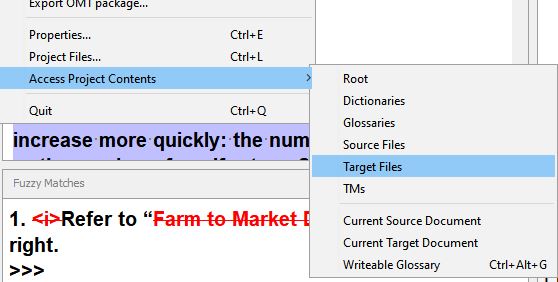 Export OMT package...
Properties... Ctrl+E
Project Files... Ctrl+L
Access Project Contents
Quit Ctrl+Q
Root
Dictionaries
Glossaries
Source Files
Target Files
TMs
Current Source Document
Current Target Document
Writeable Glossary Ctrl+Alt+G
increase more quickly: the num
Fuzzy Matches
1. <i>Refer to “Farm to Market D
right.
>>>